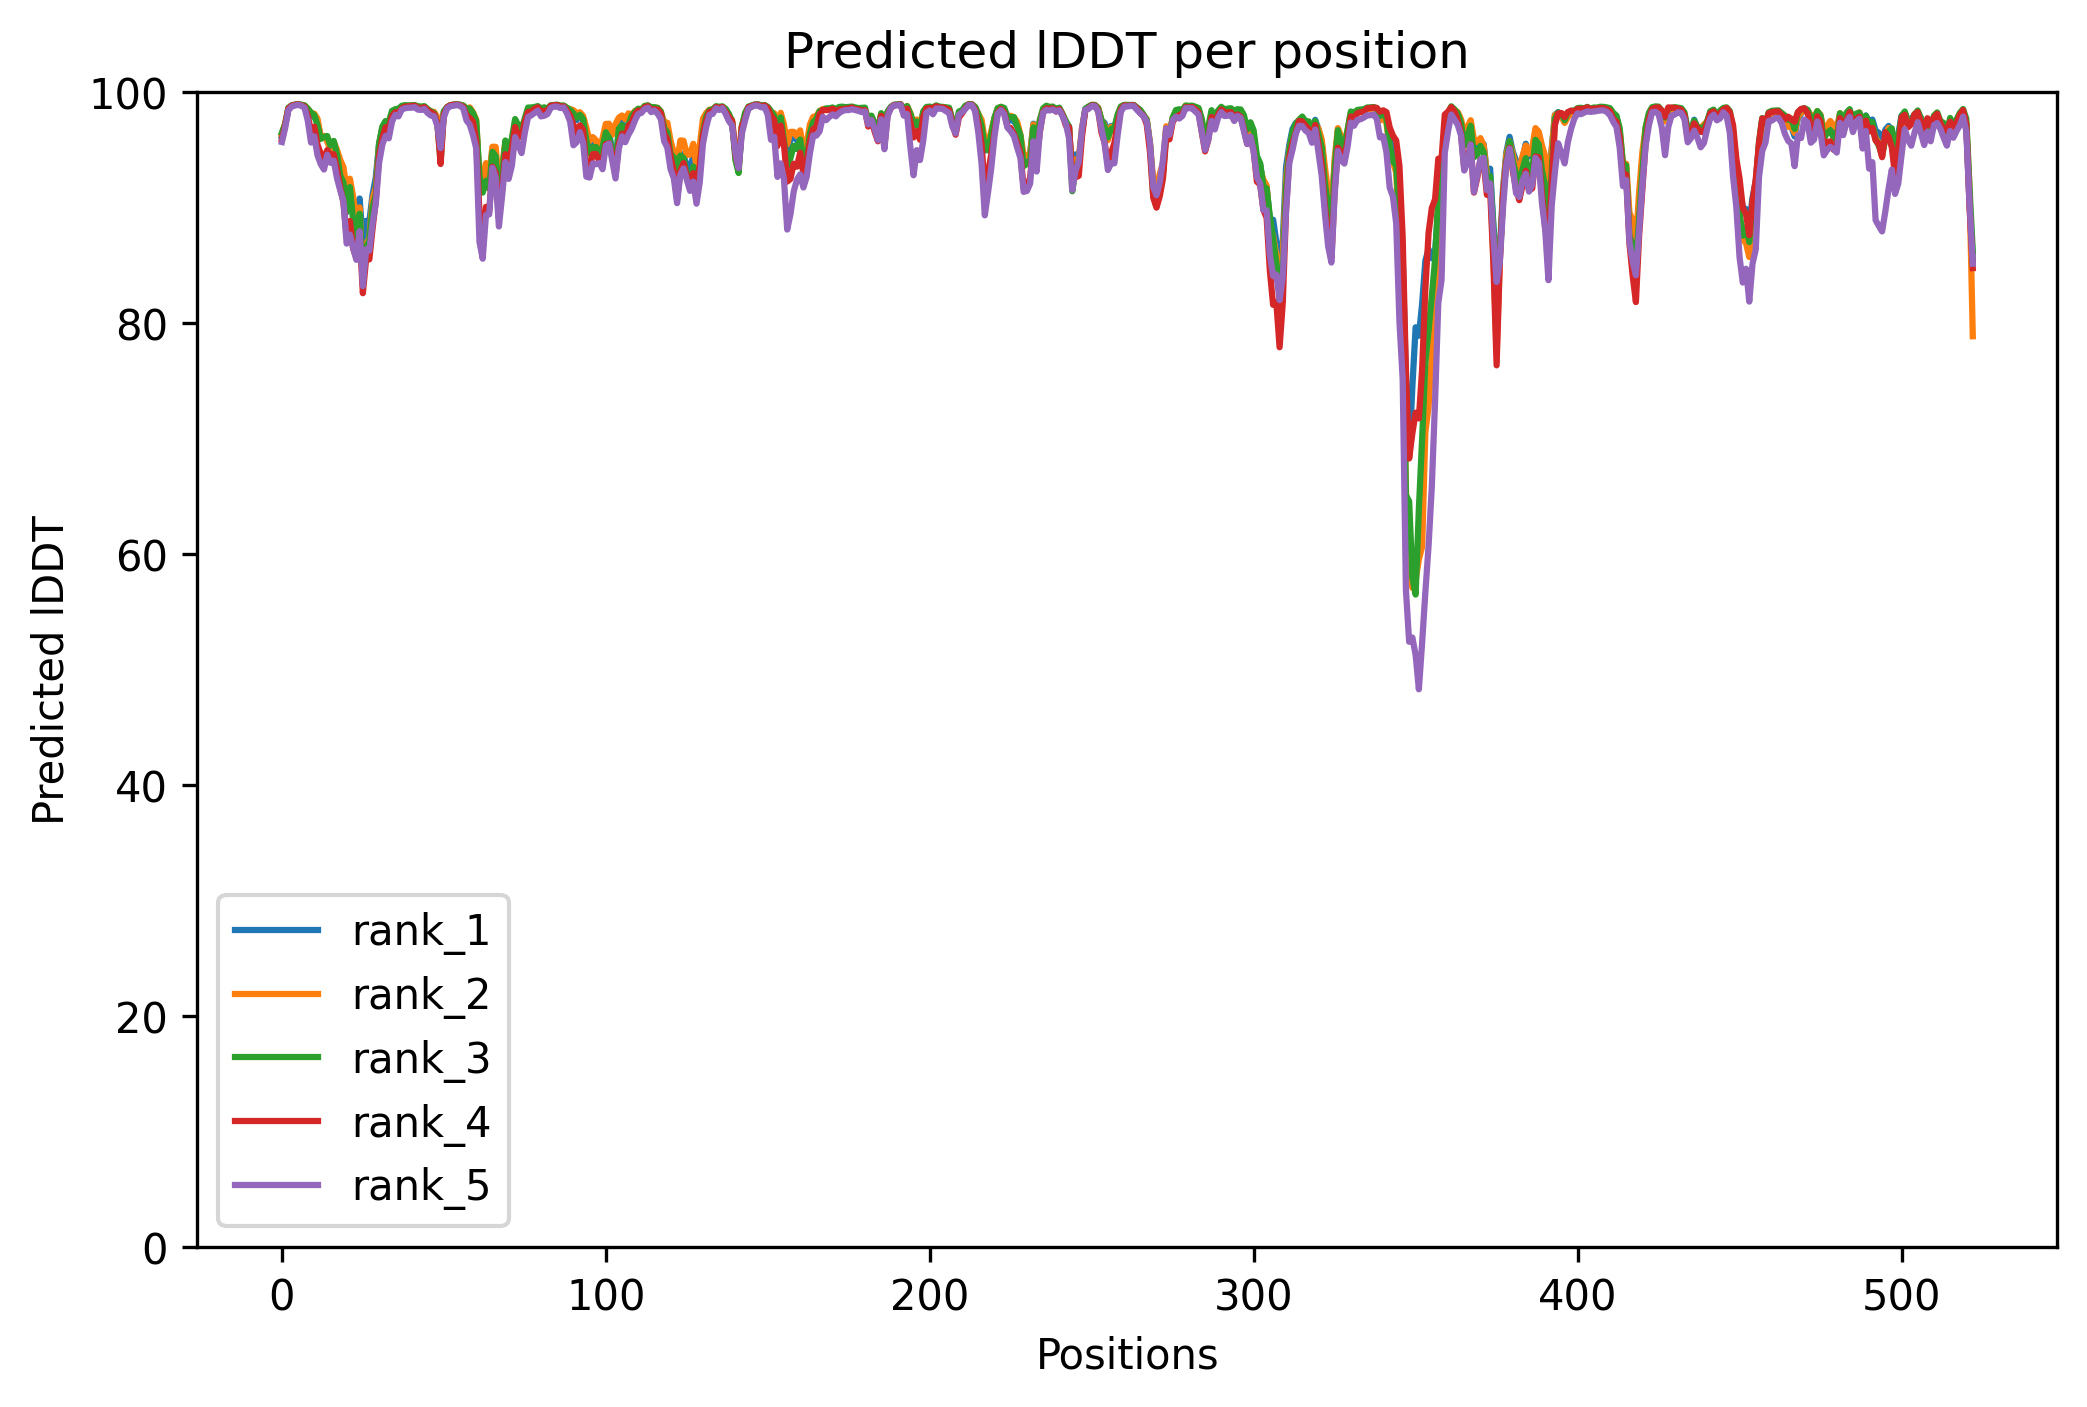 Predicted lDDT per position
100
80
60
40
20
0
Predicted lDDT
rank_1
rank_2
rank_3
rank_4
rank_5
0 100 200 300 400 500
Positions